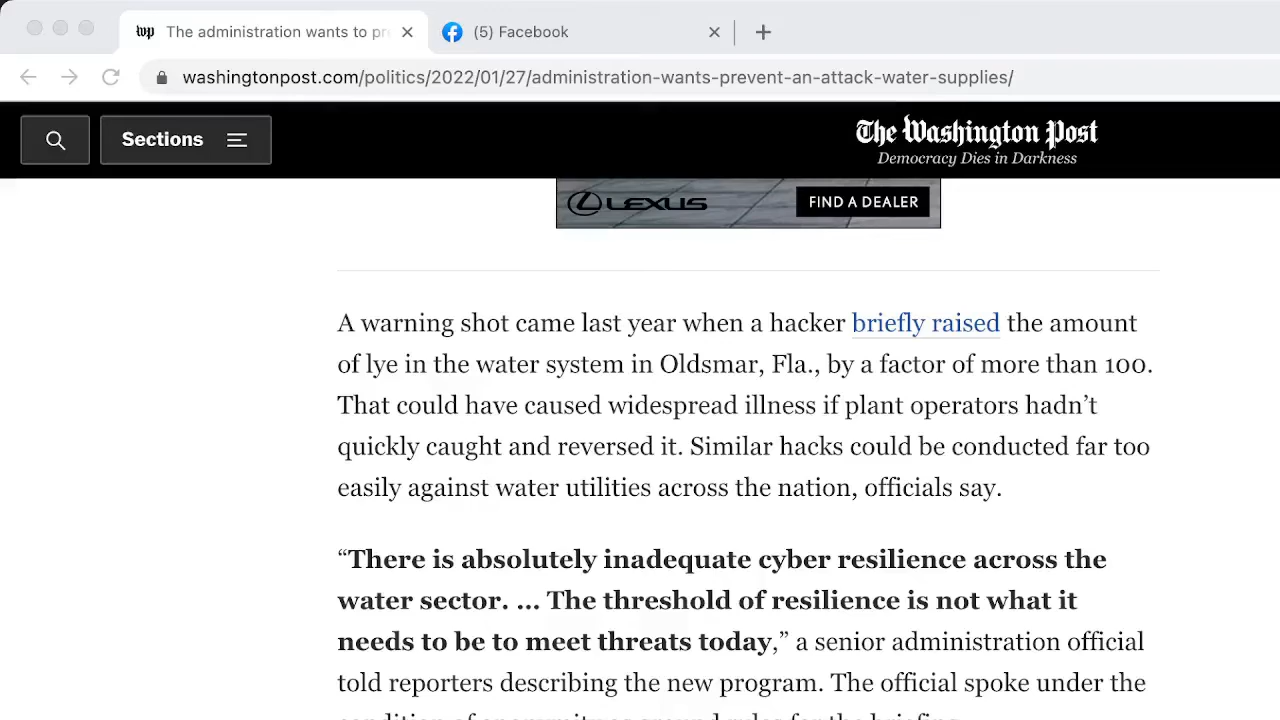 wp The administration wants to pr
(5) Facebook
washingtonpost.com/politics/2022/01/27/administration-wants-prevent-an-attack-water-supplies/
Sections
The Washington Post
Democracy Dies in Darkness
LEXUS
FIND A DEALER
A warning shot came last year when a hacker briefly raised the amount
of lye in the water system in Oldsmar, Fla., by a factor of more than 100.
That could have caused widespread illness if plant operators hadn’t
quickly caught and reversed it. Similar hacks could be conducted far too
easily against water utilities across the nation, officials say.
“There is absolutely inadequate cyber resilience across the
water sector. … The threshold of resilience is not what it
needs to be to meet threats today,” a senior administration official
told reporters describing the new program. The official spoke under the